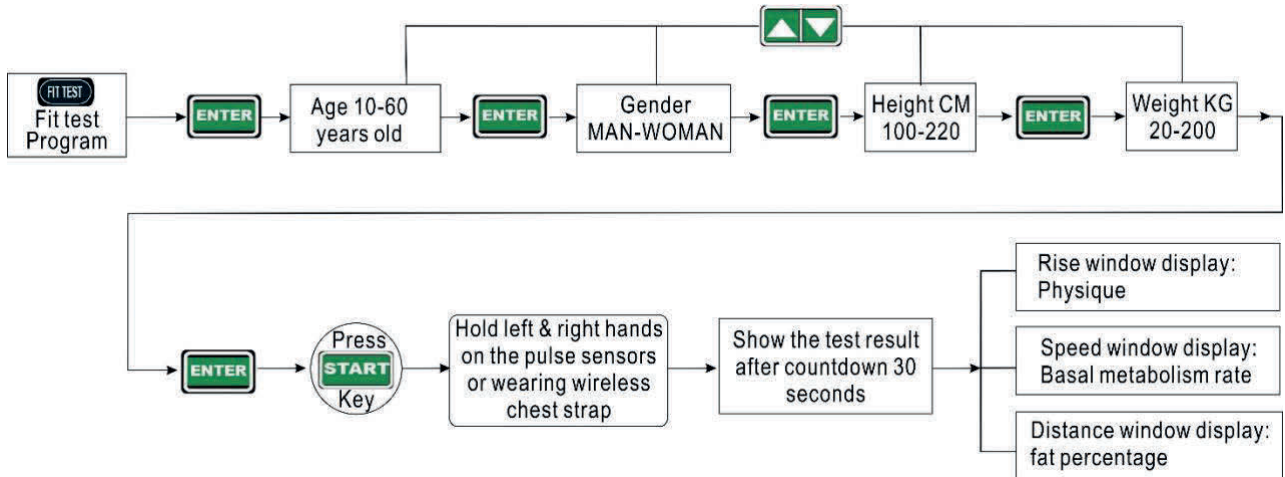 FIT TEST
Fit test
Program
ENTER
Age 10-60
years old
ENTER
Gender
MAN-WOMAN
ENTER
Height CM
100-220
ENTER
Weight KG
20-200
ENTER
Press
START
Key
Hold left & right hands
on the pulse sensors
or wearing wireless
chest strap
Show the test result
after countdown 30
seconds
Rise window display:
Physique
Speed window display:
Basal metabolism rate
Distance window display:
fat percentage